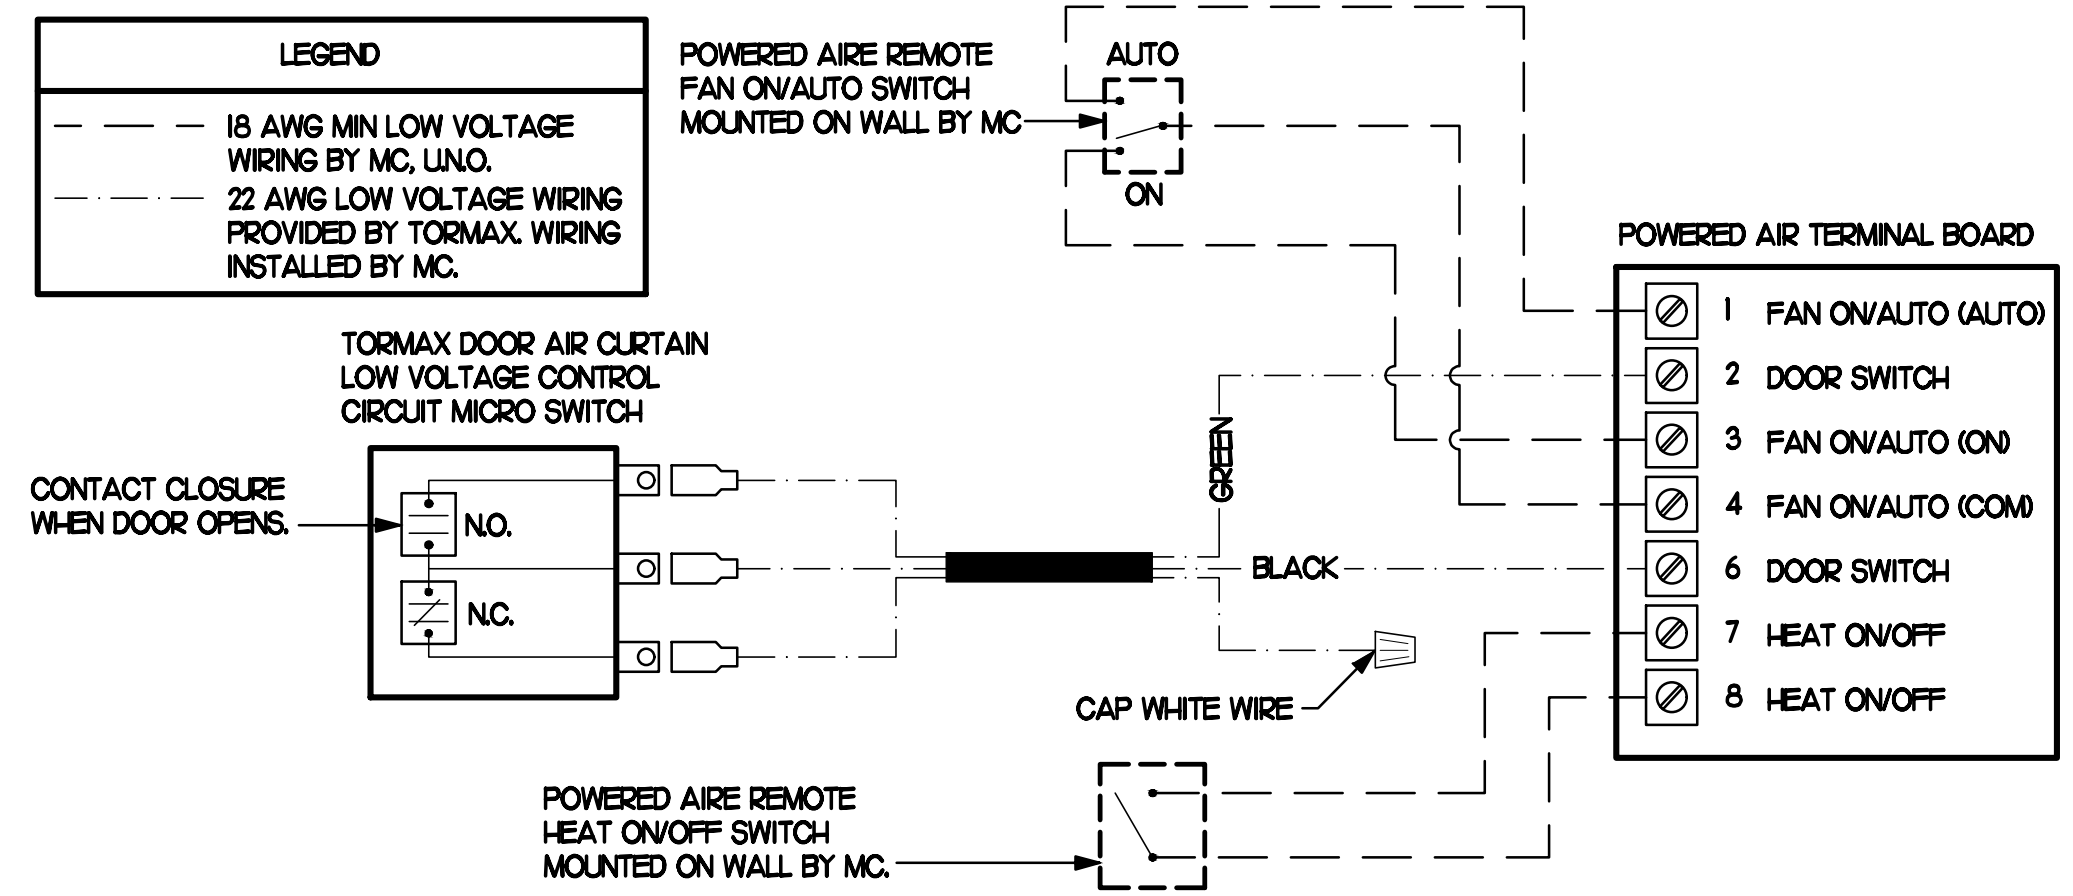 LEGEND
18 AWG MIN LOW VOLTAGE
WIRING BY MC, U.N.O.
22 AWG LOW VOLTAGE WIRING
PROVIDED BY TORMAX. WIRING
INSTALLED BY MC.
POWERED AIRE REMOTE
FAN ON/AUTO SWITCH
MOUNTED ON WALL BY MC
AUTO
ON
POWERED AIR TERMINAL BOARD
1 FAN ON/AUTO (AUTO)
2 DOOR SWITCH
3 FAN ON/AUTO (ON)
4 FAN ON/AUTO (COM)
6 DOOR SWITCH
7 HEAT ON/OFF
8 HEAT ON/OFF
TORMAX DOOR AIR CURTAIN
LOW VOLTAGE CONTROL
CIRCUIT MICRO SWITCH
CONTACT CLOSURE
WHEN DOOR OPENS.
N.O.
N.C.
GREEN
BLACK
CAP WHITE WIRE
POWERED AIRE REMOTE
HEAT ON/OFF SWITCH
MOUNTED ON WALL BY MC.